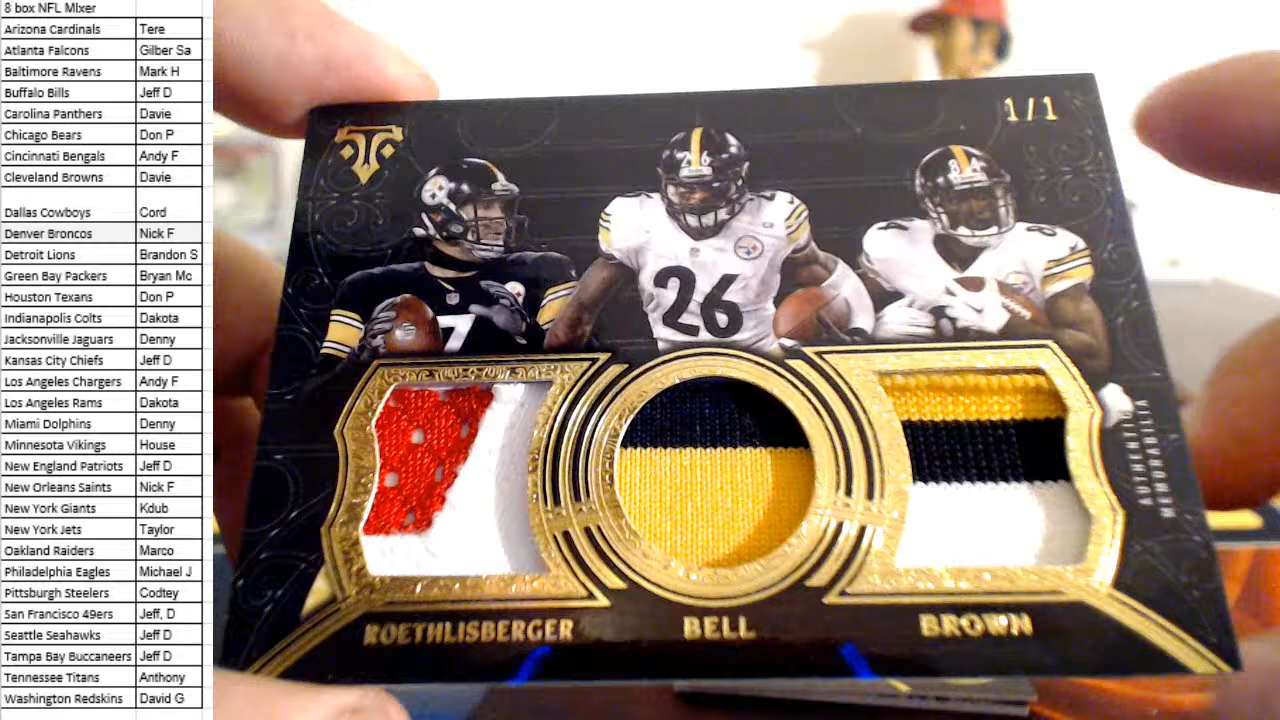 8 box NFL MIxer
Arizona Cardinals Tere
Atlanta Falcons Gilber Sa
Baltimore Ravens Mark H
Buffalo Bills Jeff D
Carolina Panthers Davie
Chicago Bears Don P
Cincinnati Bengals Andy F
Cleveland Browns Davie
Dallas Cowboys Cord
Denver Broncos Nick F
Detroit Lions Brandon S
Green Bay Packers Bryan Mc
Houston Texans Don P
Indianapolis Colts Dakota
Jacksonville Jaguars Denny
Kansas City Chiefs Jeff D
Los Angeles Chargers Andy F
Los Angeles Rams Dakota
Miami Dolphins Denny
Minnesota Vikings House
New England Patriots Jeff D
New Orleans Saints Nick F
New York Giants Kdub
New York Jets Taylor
Oakland Raiders Marco
Philadelphia Eagles Michael J
Pittsburgh Steelers Codtey
San Francisco 49ers Jeff, D
Seattle Seahawks Jeff D
Tampa Bay Buccaneers Jeff D
Tennessee Titans Anthony
Washington Redskins David G
1/1
26
84
7
26
84
ROETHLISBERGER
BELL
BROWN
AUTHENTIC
MEMORABILIA